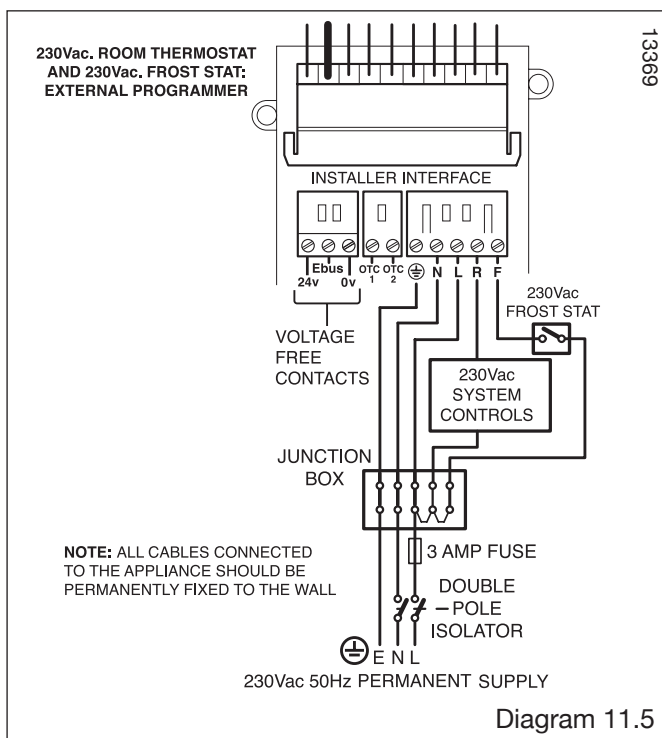 230Vac. ROOM THERMOSTAT
AND 230Vac. FROST STAT:
EXTERNAL PROGRAMMER
13369
INSTALLER INTERFACE
Ebus
24v 0v
OTC 1
OTC 2
N L R F
VOLTAGE
FREE
CONTACTS
230Vac
FROST STAT
230Vac
SYSTEM
CONTROLS
JUNCTION
BOX
NOTE: ALL CABLES CONNECTED
TO THE APPLIANCE SHOULD BE
PERMANENTLY FIXED TO THE WALL
3 AMP FUSE
DOUBLE
POLE
ISOLATOR
E N L
230Vac 50Hz PERMANENT SUPPLY
Diagram 11.5